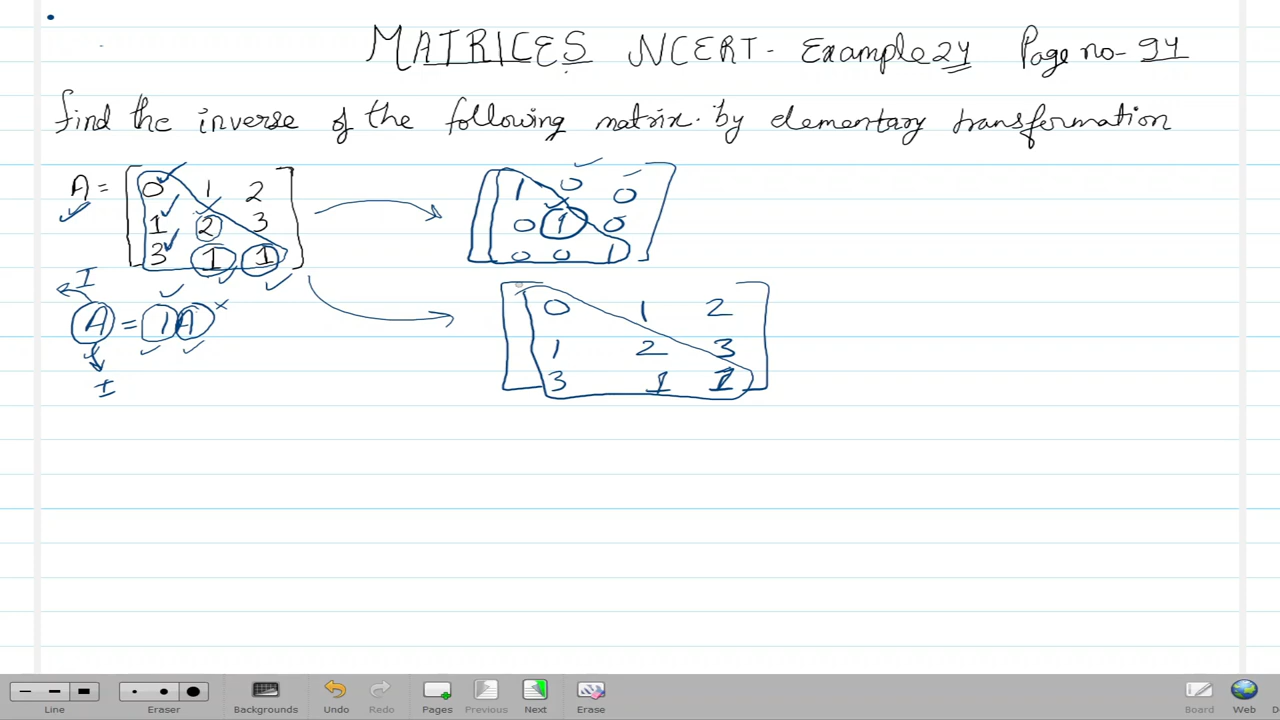 MATRICES NCERT- Example 24 Page no- 94
find the inverse of the following matrix. by elementary transformation
A = [0 1 2
1 2 3
3 1 1]
1 0 0
0 1 0
0 0 1
I
A = IA
I
0 1 2
1 2 3
3 1 1
Line
Eraser
Backgrounds
Undo
Redo
Pages
Previous
Next
Erase
Board
Web